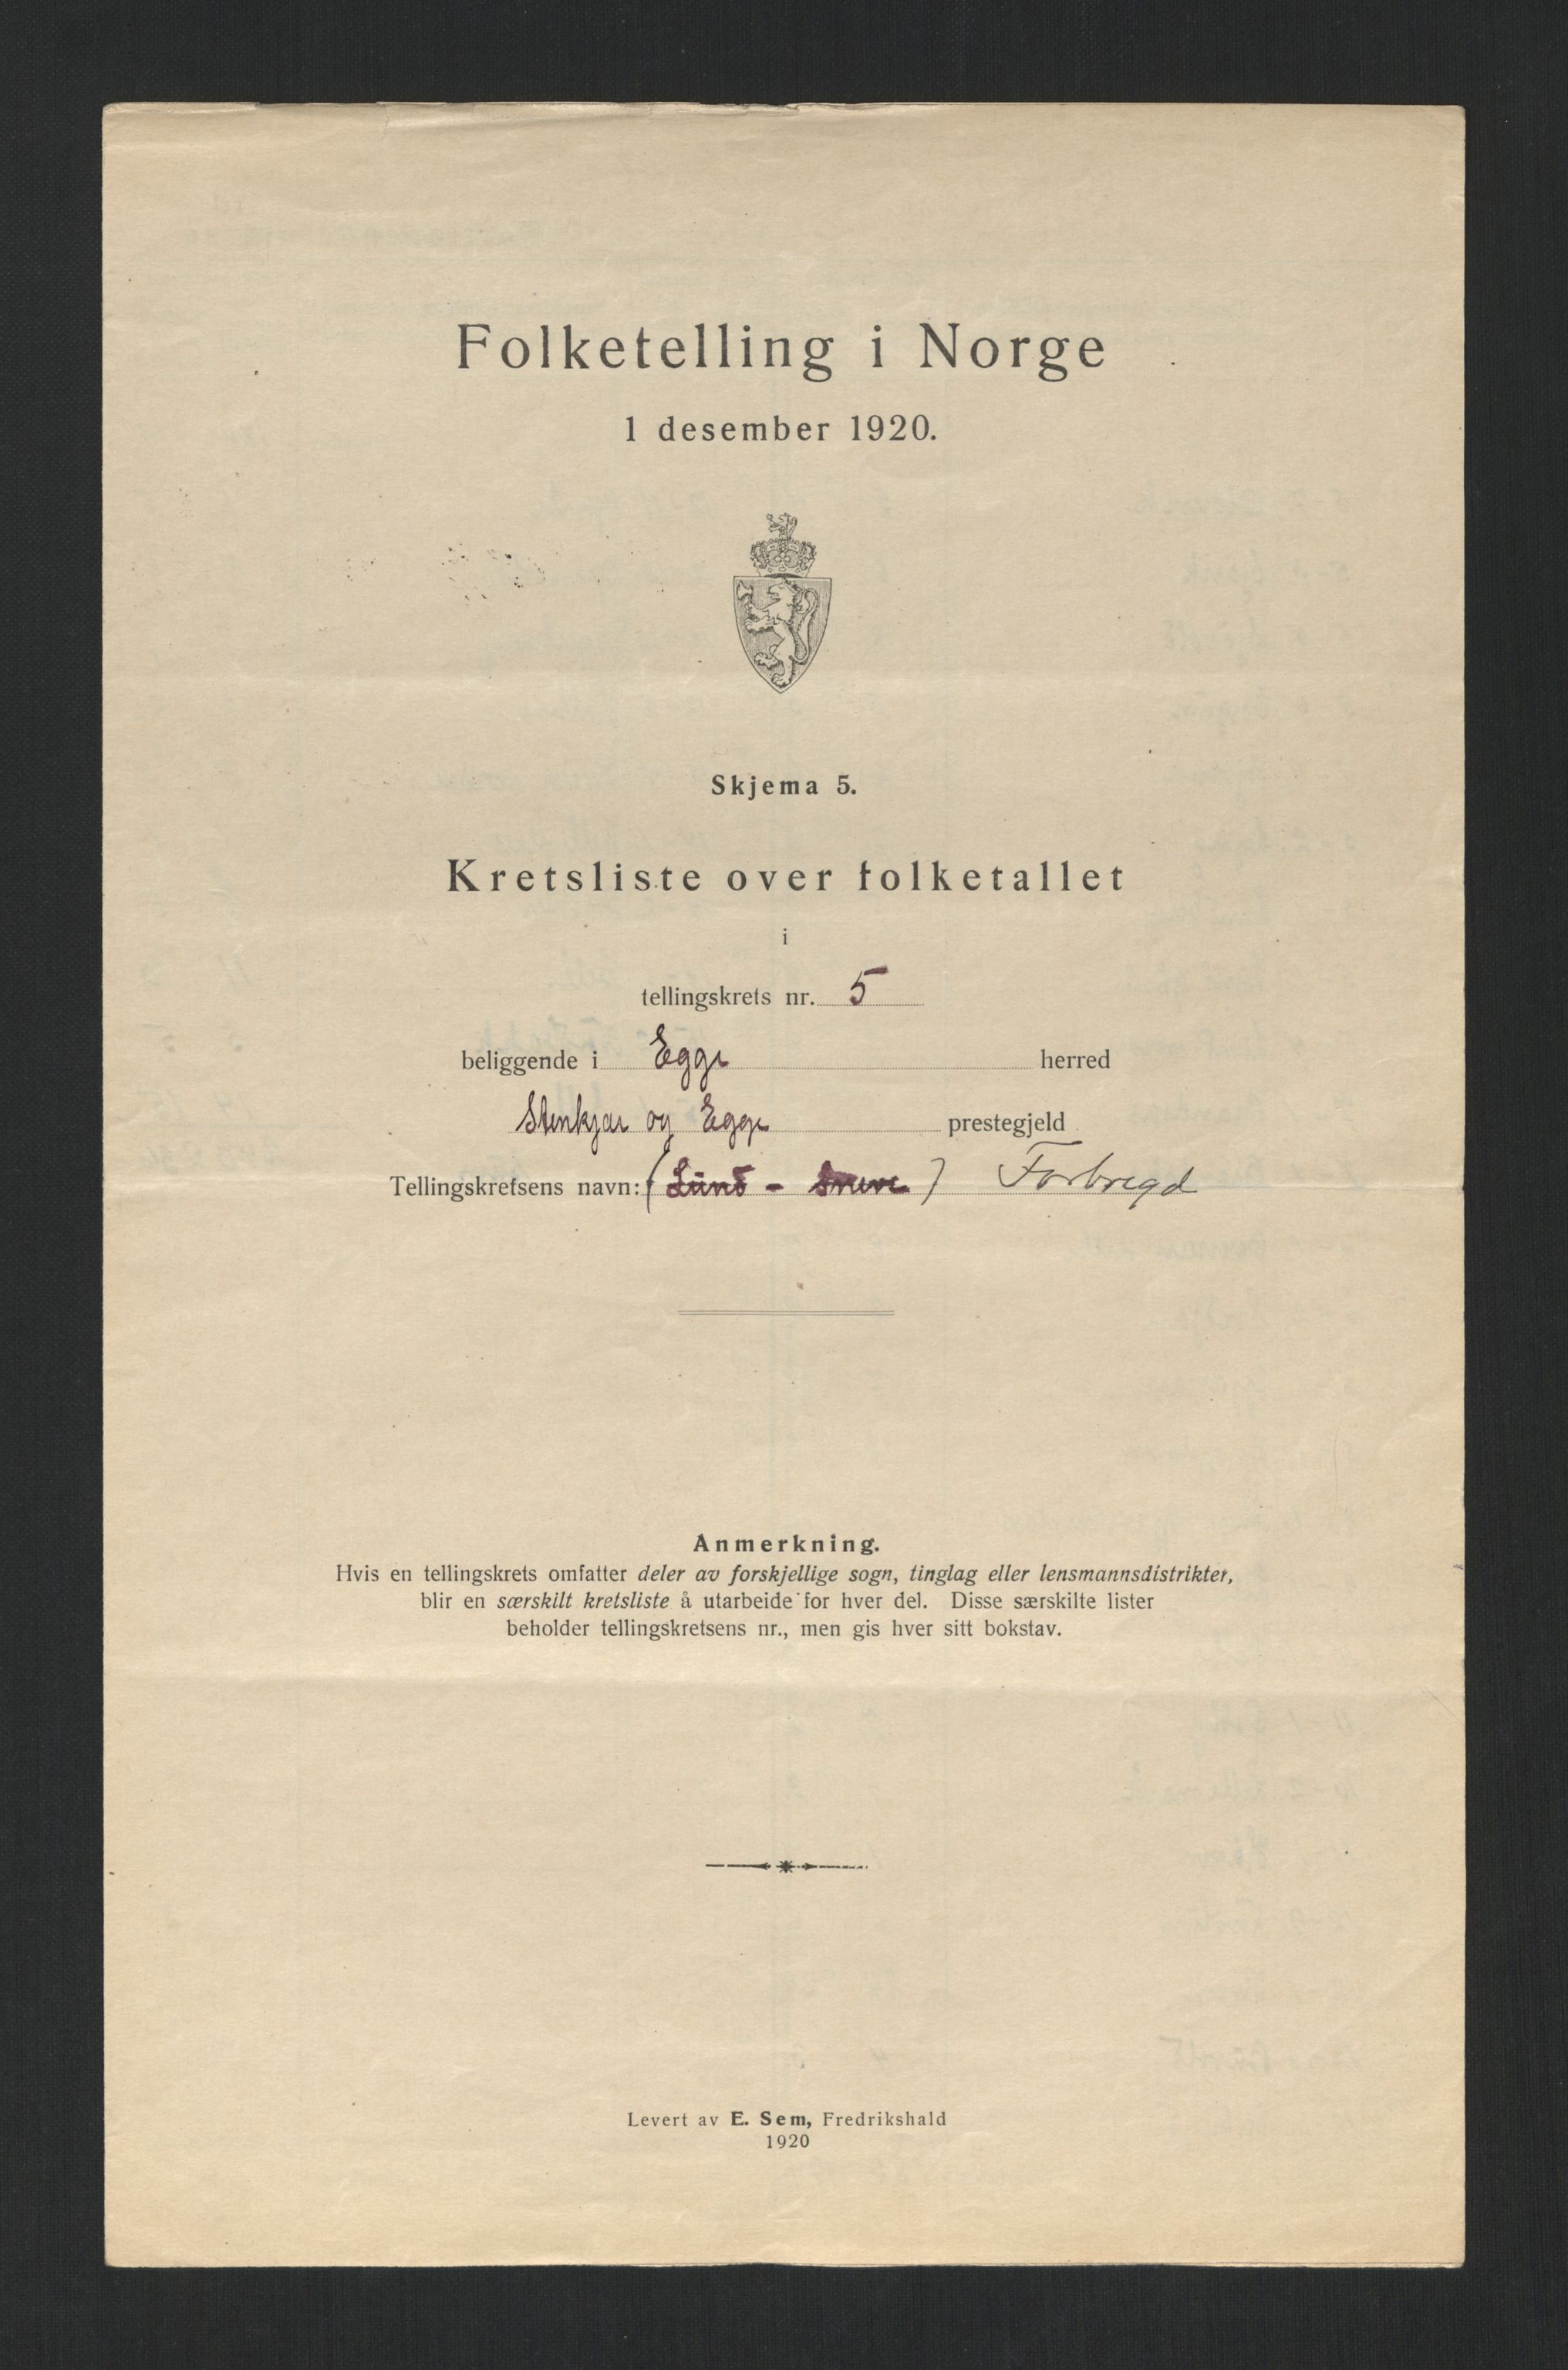 Folketelling i Norge
1 desember 1920.
Skjema 5.
Kretsliste over folketallet
i
tellingskrets nr. 5
beliggende i Egge herred
Stenkjær og Egge prestegjeld
Tellingskretsens navn: (Lund - ) Forbregd
Anmerkning.
Hvis en tellingskrets omfatter deler av forskjellige sogn, tinglag eller lensmannsdistrikter,
blir en særskilt kretsliste å utarbeide for hver del. Disse særskilte lister
beholder tellingskretsens nr., men gis hver sitt bokstav.
Levert av E. Sem, Fredrikshald
1920